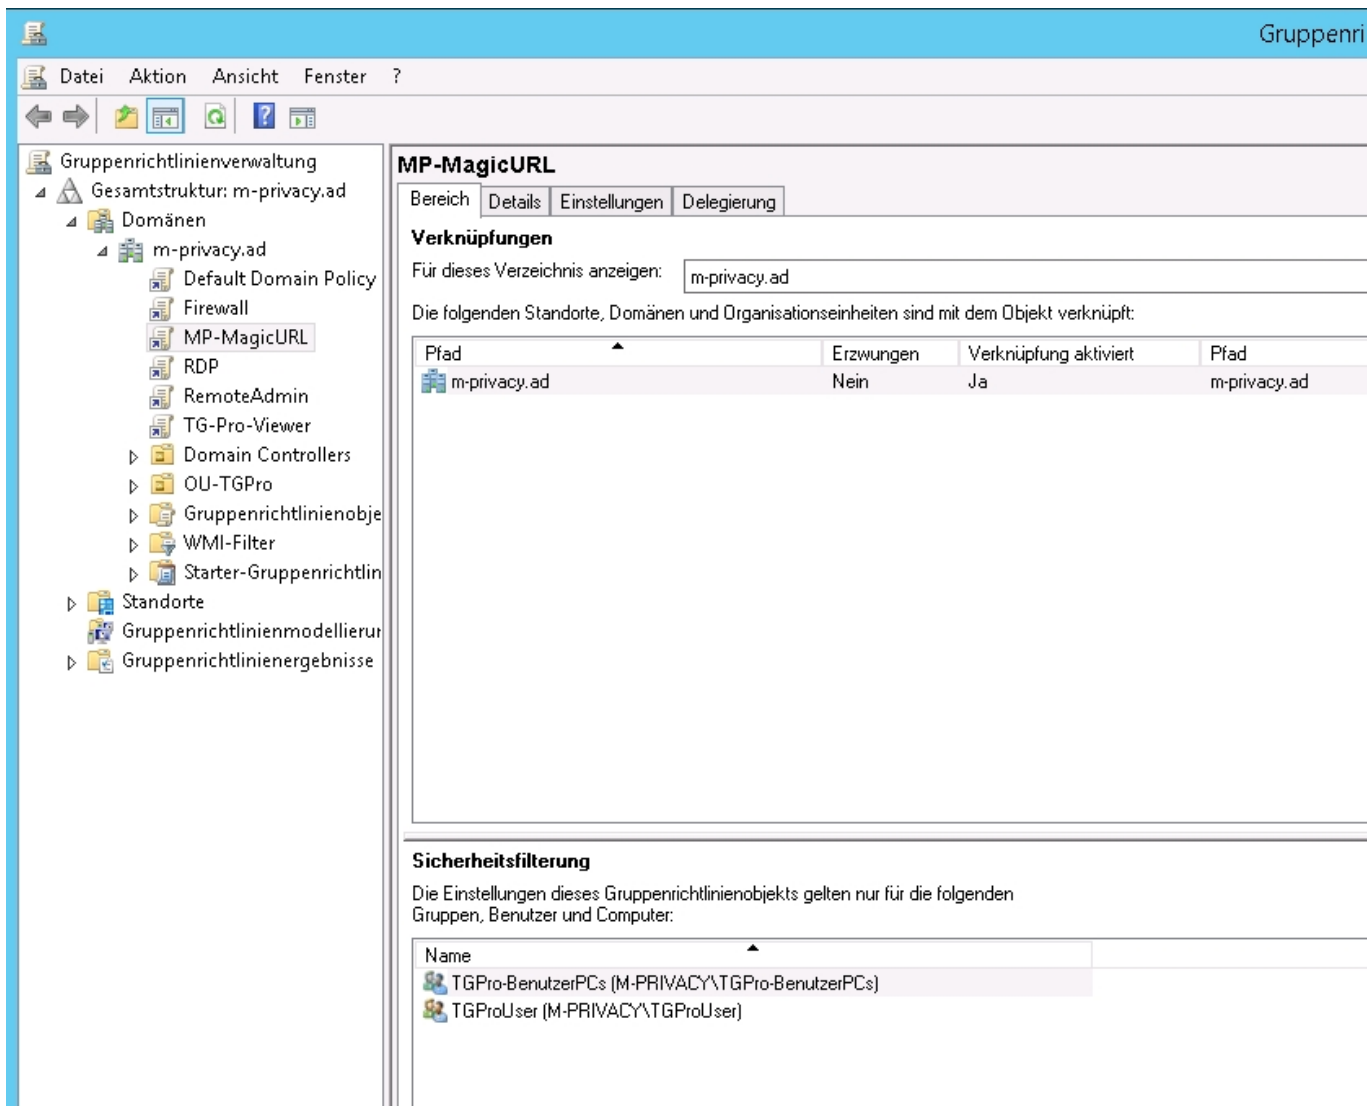 Gruppenri
Datei Aktion Ansicht Fenster ?
Gruppenrichtlinienverwaltung
Gesamtstruktur: m-privacy.ad
Domänen
m-privacy.ad
Default Domain Policy
Firewall
MP-MagicURL
RDP
RemoteAdmin
TG-Pro-Viewer
Domain Controllers
OU-TGPro
Gruppenrichtlinienobje
WMI-Filter
Starter-Gruppenrichtlin
Standorte
Gruppenrichtlinienmodellierur
Gruppenrichtlinienergebnisse
MP-MagicURL
Bereich Details Einstellungen Delegierung
Verknüpfungen
Für dieses Verzeichnis anzeigen: m-privacy.ad
Die folgenden Standorte, Domänen und Organisationseinheiten sind mit dem Objekt verknüpft:
Pfad Erzwungen Verknüpfung aktiviert Pfad
m-privacy.ad Nein Ja m-privacy.ad
Sicherheitsfilterung
Die Einstellungen dieses Gruppenrichtlinienobjekts gelten nur für die folgenden
Gruppen, Benutzer und Computer:
Name
TGPro-BenutzerPCs (M-PRIVACY\TGPro-BenutzerPCs)
TGProUser (M-PRIVACY\TGProUser)